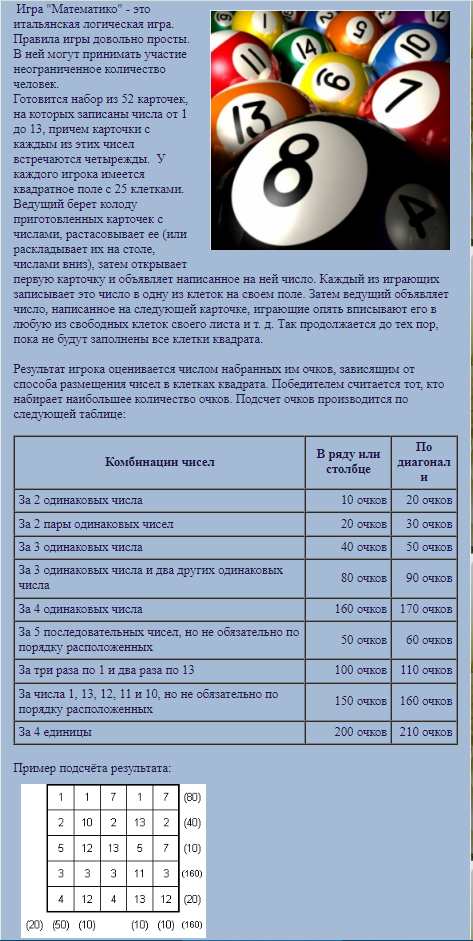 Игра "Математико" - это
итальянская логическая игра.
Правила игры довольно просты.
В ней могут принимать участие
неограниченное количество
человек.
Готовится набор из 52 карточек,
на которых записаны числа от 1
до 13, причем карточки с
каждым из этих чисел
встречаются четырежды. У
каждого игрока имеется
квадратное поле с 25 клетками.
Ведущий берет колоду
приготовленных карточек с
числами, растасовывает ее (или
раскладывает их на столе,
числами вниз), затем открывает
первую карточку и объявляет написанное на ней число. Каждый из играющих
записывает это число в одну из клеток на своем поле. Затем ведущий объявляет
число, написанное на следующей карточке, играющие опять вписывают его в
любую из свободных клеток своего листа и т. д. Так продолжается до тех пор,
пока не будут заполнены все клетки квадрата.
1
11
14
5
10
9
7
13
8
4
Результат игрока оценивается числом набранным им очков, зависящим от
способа размещения чисел в клетках квадрата. Победителем считается тот, кто
набирает наибольшее количество очков. Подсчет очков производится по
следующей таблице:
Комбинации чисел В ряду или столбце По диагонал и
За 2 одинаковых числа 10 очков 20 очков
За 2 пары одинаковых чисел 20 очков 30 очков
За 3 одинаковых числа 40 очков 50 очков
За 3 одинаковых числа и два других одинаковых
числа 80 очков 90 очков
За 4 одинаковых числа 160 очков 170 очков
За 5 последовательных чисел, но не обязательно по
порядку расположенных 50 очков 60 очков
За три раза по 1 и два раза по 13 100 очков 110 очков
За числа 1, 13, 12, 11 и 10, но не обязательно по
порядку расположенных 150 очков 160 очков
За 4 единицы 200 очков 210 очков
Пример подсчёта результата:
1 1 7 1 7 (80)
2 10 2 13 2 (40)
5 12 13 5 7 (10)
3 3 3 11 3 (160)
4 12 4 13 12 (20)
(20) (50) (10) (10) (10) (160)